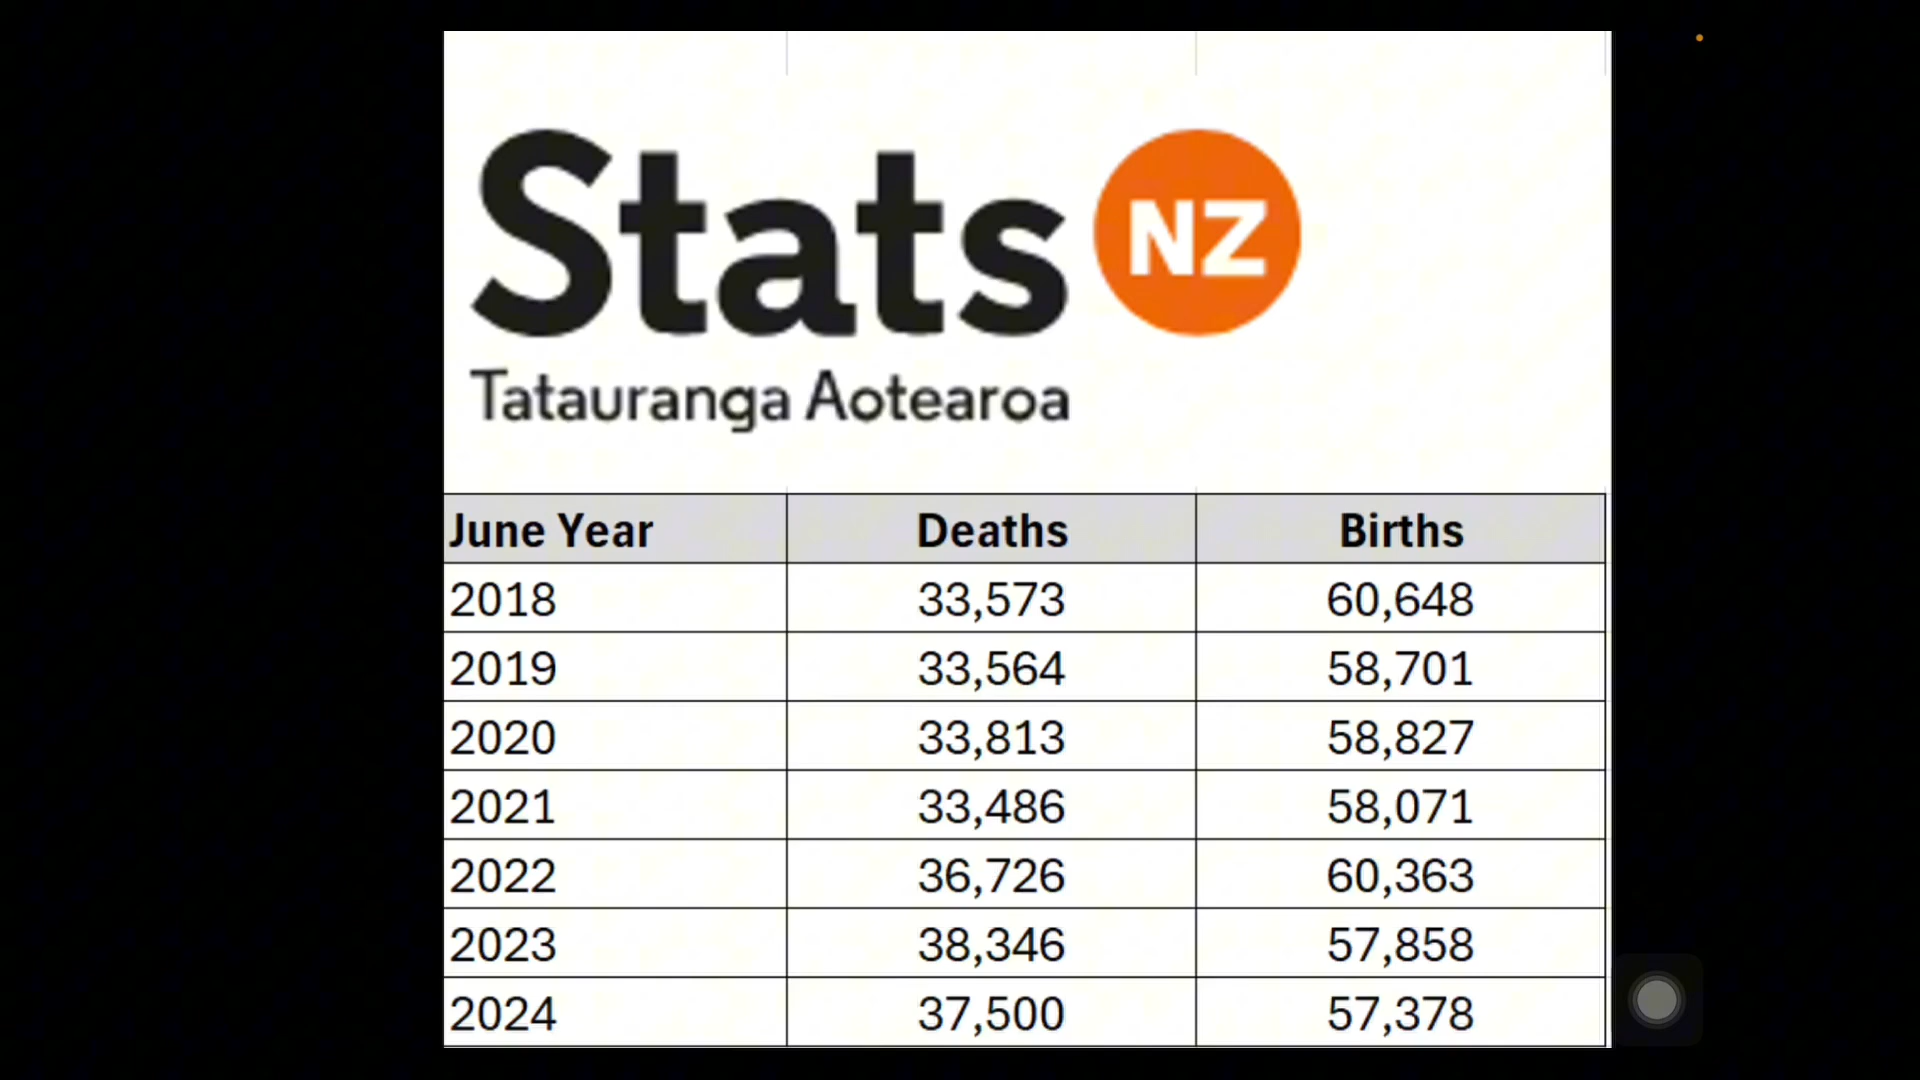 Stats NZ
Tatauranga Aotearoa
June Year Deaths Births
2018 33,573 60,648
2019 33,564 58,701
2020 33,813 58,827
2021 33,486 58,071
2022 36,726 60,363
2023 38,346 57,858
2024 37,500 57,378